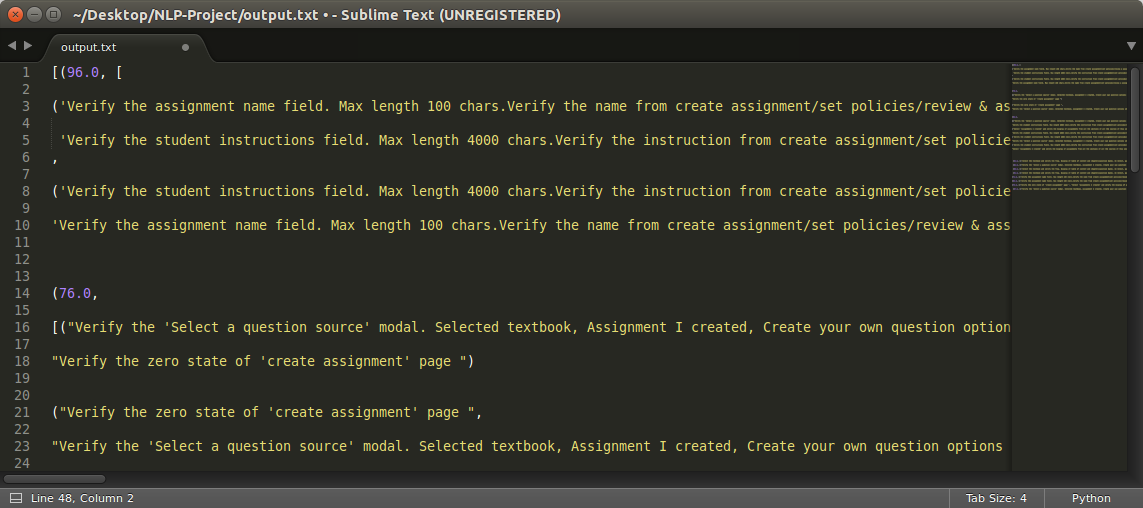 ~/Desktop/NLP-Project/output.txt • - Sublime Text (UNREGISTERED)
output.txt
1 [(96.0, [
2
3 ('Verify the assignment name field. Max length 100 chars.Verify the name from create assignment/set policies/review & as
4
5 'Verify the student instructions field. Max length 4000 chars.Verify the instruction from create assignment/set policie
6 ,
7
8 ('Verify the student instructions field. Max length 4000 chars.Verify the instruction from create assignment/set policie
9
10 'Verify the assignment name field. Max length 100 chars.Verify the name from create assignment/set policies/review & ass
11
12
13
14 (76.0,
15
16 [("Verify the 'Select a question source' modal. Selected textbook, Assignment I created, Create your own question option
17
18 "Verify the zero state of 'create assignment' page ")
19
20
21 ("Verify the zero state of 'create assignment' page ",
22
23 "Verify the 'Select a question source' modal. Selected textbook, Assignment I created, Create your own question options
24
Line 48, Column 2
Tab Size: 4
Python